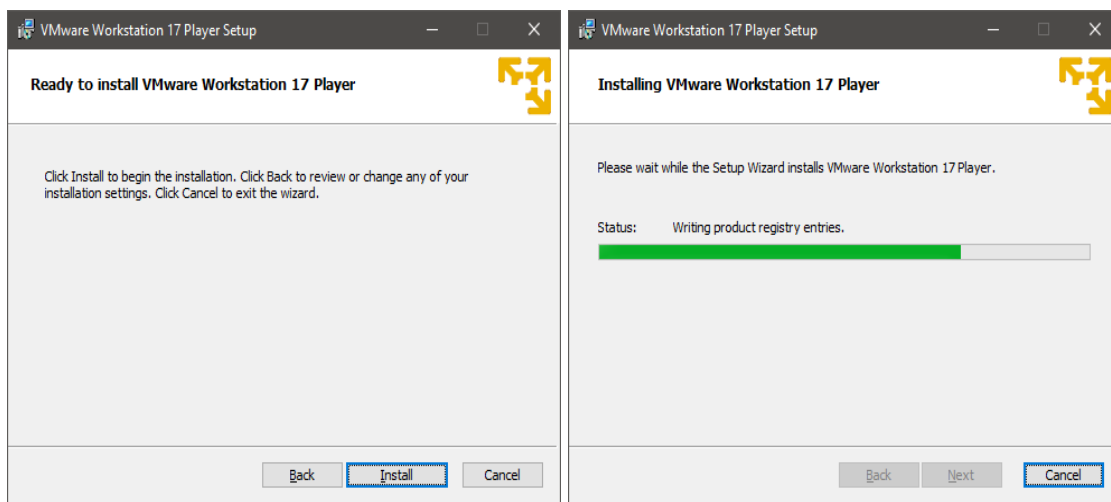 VMware Workstation 17 Player Setup
Ready to install VMware Workstation 17 Player
Click Install to begin the installation. Click Back to review or change any of your
installation settings. Click Cancel to exit the wizard.
Back
Install
Cancel
VMware Workstation 17 Player Setup
Installing VMware Workstation 17 Player
Please wait while the Setup Wizard installs VMware Workstation 17 Player.
Status: Writing product registry entries.
Back
Next
Cancel